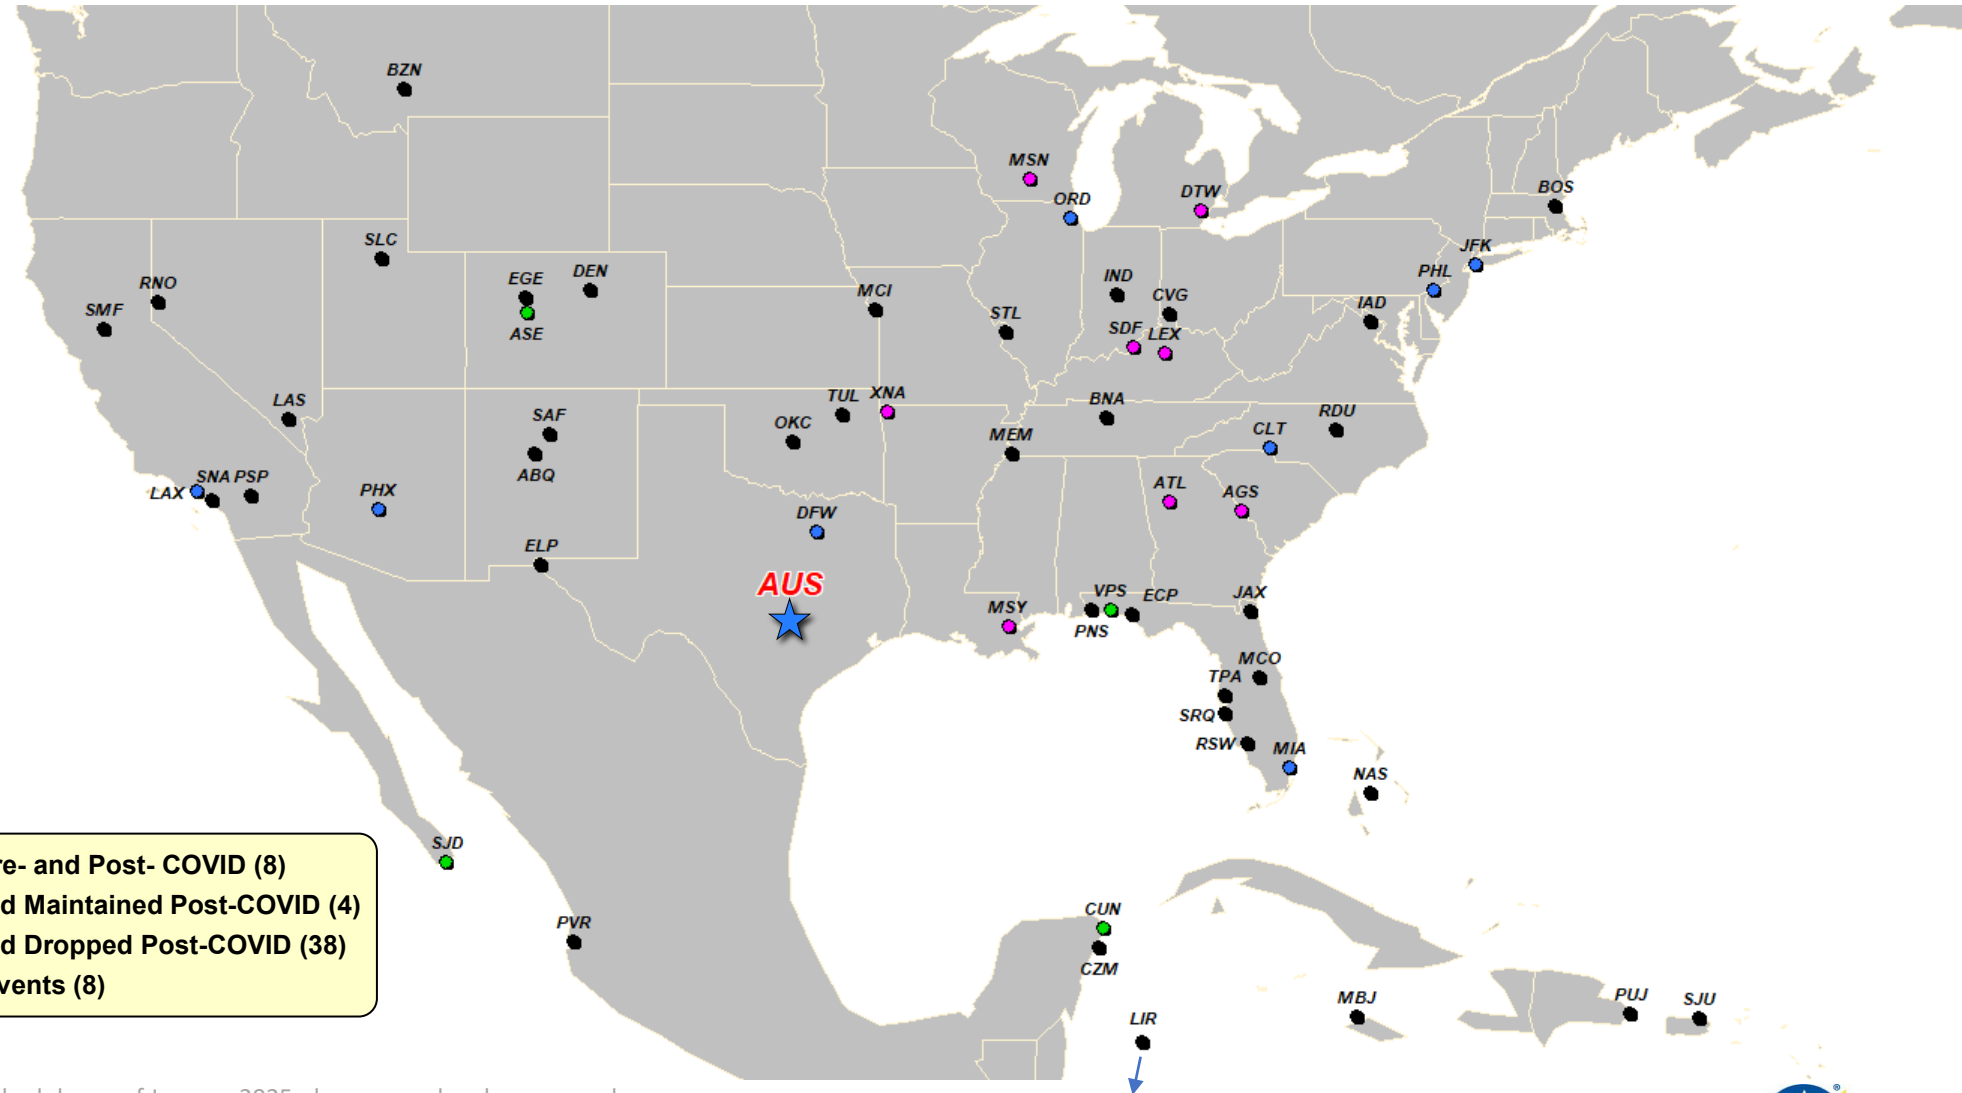 BZN
MSN
DTW
BOS
ORD
SLC
JFK
EGE
DEN
PHL
RNO
IND
MCI
CVG
SMF
STL
IAD
ASE
SDF
LEX
LAS
TUL
XNA
BNA
SAF
RDU
OKC
CLT
MEM
ABQ
SNA
PSP
LAX
PHX
ATL
AGS
DFW
ELP
AUS
VPS
ECP
JAX
MSY
PNS
MCO
TPA
SRQ
RSW
MIA
NAS
SJD
re- and Post- COVID (8)
d Maintained Post-COVID (4)
d Dropped Post-COVID (38)
vents (8)
PVR
CUN
CZM
MBJ
PUJ
SJU
LIR
®